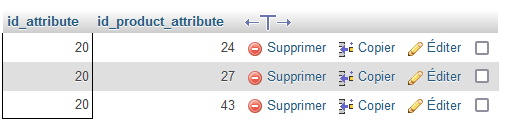 id_attribute id_product_attribute
20 24 Supprimer Copier Éditer
20 27 Supprimer Copier Éditer
20 43 Supprimer Copier Éditer